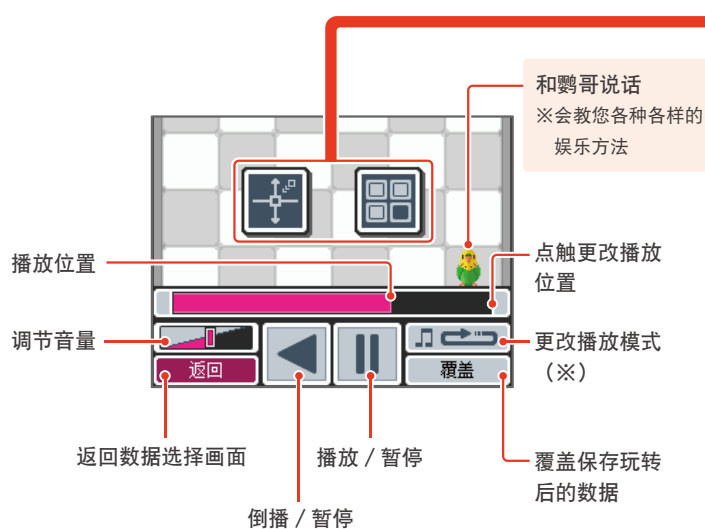 和鹦哥说话
※会教您各种各样的
娱乐方法
播放位置
点触更改播放
位置
调节音量
更改播放模式
（※）
返回
覆盖
返回数据选择画面
播放 / 暂停
覆盖保存玩转
后的数据
倒播 / 暂停